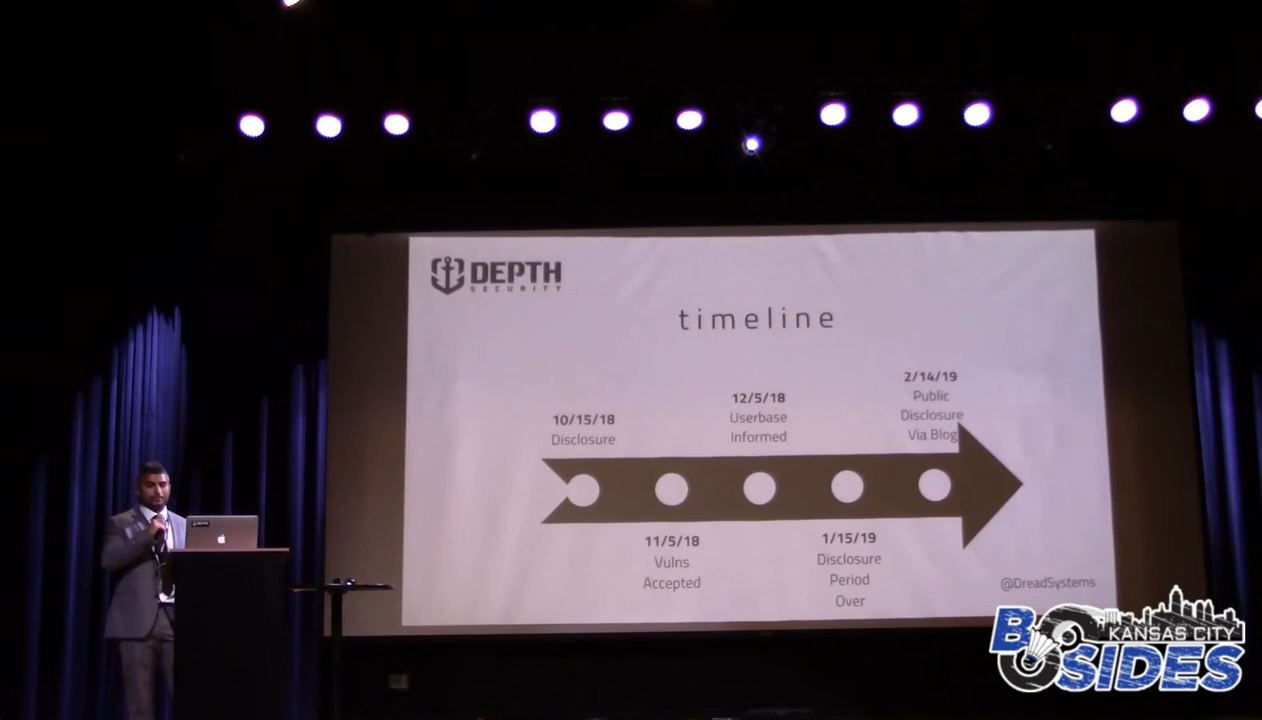 DEPTH
SECURITY
timeline
10/15/18
Disclosure
11/5/18
Vulns
Accepted
12/5/18
Userbase
Informed
1/15/19
Disclosure
Period
Over
2/14/19
Public
Disclosure
Via Blog
@DreadSystems
DEPTH
KANSAS CITY
BSIDES